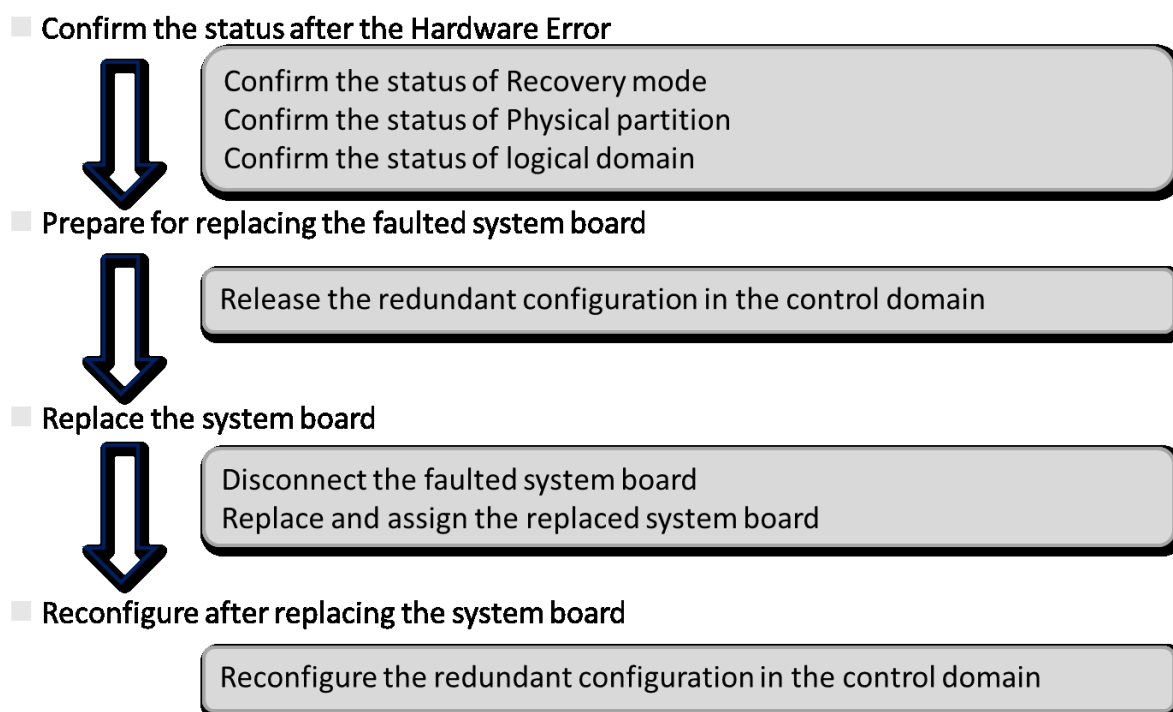 Confirm the status after the Hardware Error
Confirm the status of Recovery mode
Confirm the status of Physical partition
Confirm the status of logical domain
Prepare for replacing the faulted system board
Release the redundant configuration in the control domain
Replace the system board
Disconnect the faulted system board
Replace and assign the replaced system board
Reconfigure after replacing the system board
Reconfigure the redundant configuration in the control domain